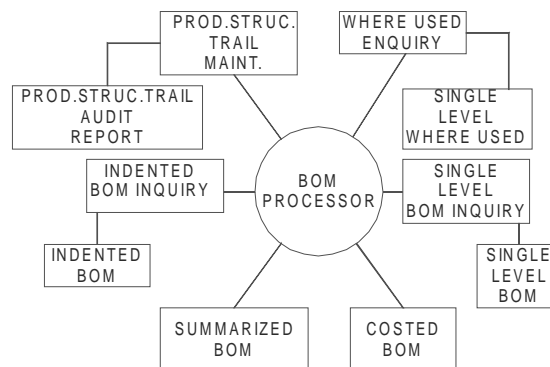 PROD.STRUC.
TRAIL
MAINT.
WHERE USED
ENQUIRY
PROD.STRUC.TRAIL
AUDIT
REPORT
SINGLE
LEVEL
WHERE USED
INDENTED
BOM INQUIRY
BOM
PROCESSOR
SINGLE
LEVEL
BOM INQUIRY
INDENTED
BOM
SINGLE
LEVEL
BOM
SUMMARIZED
BOM
COSTED
BOM